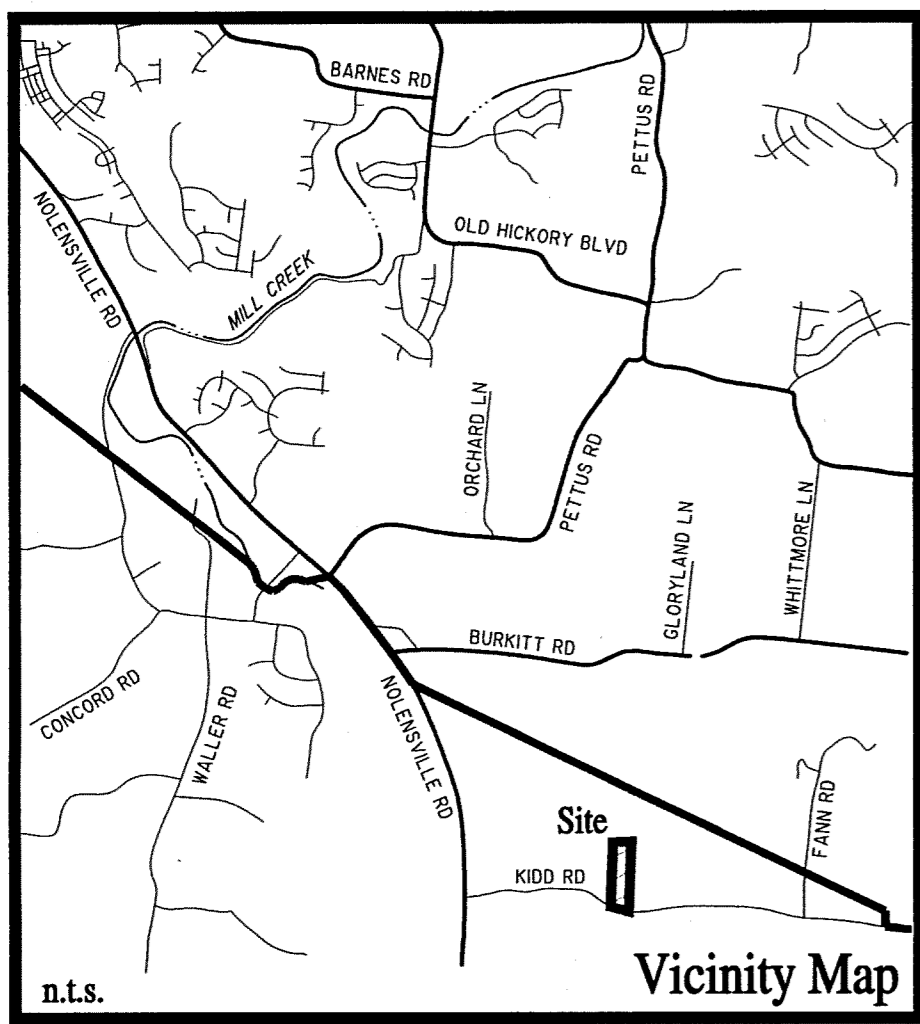 BARNES RD
PETTUS RD
NOLENSVILLE RD
OLD HICKORY BLVD
MILL CREEK
ORCHARD LN
PETTUS RD
GLORYLAND LN
WHITTMORE LN
BURKITT RD
CONCORD RD
WALLER RD
NOLENSVILLE RD
FANN RD
Site
KIDD RD
Vicinity Map
n.t.s.